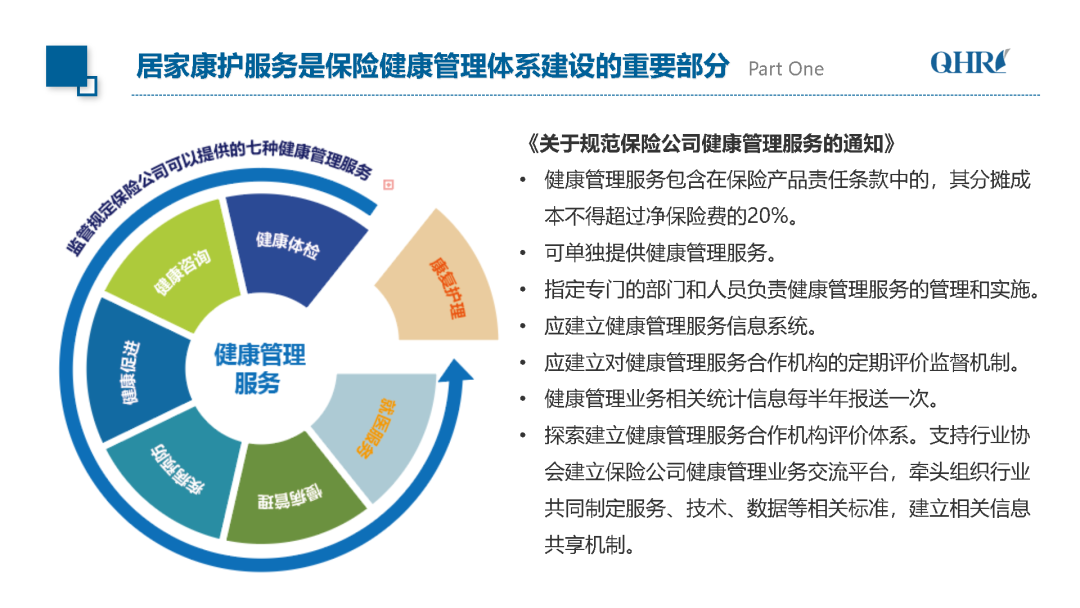 居家康护服务是保险健康管理体系建设的重要部分 Part One
QHR
监管规定保险公司可以提供的七种健康管理服务
健康体检
健康咨询
健康促进
疾病预防
慢病管理
就医服务
康复护理
健康管理
服务
《关于规范保险公司健康管理服务的通知》
• 健康管理服务包含在保险产品责任条款中的，其分摊成
本不得超过净保险费的20%。
• 可单独提供健康管理服务。
• 指定专门的部门和人员负责健康管理服务的管理和实施。
• 应建立健康管理服务信息系统。
• 应建立对健康管理服务合作机构的定期评价监督机制。
• 健康管理业务相关统计信息每半年报送一次。
• 探索建立健康管理服务合作机构评价体系。支持行业协
会建立保险公司健康管理业务交流平台，牵头组织行业
共同制定服务、技术、数据等相关标准，建立相关信息
共享机制。